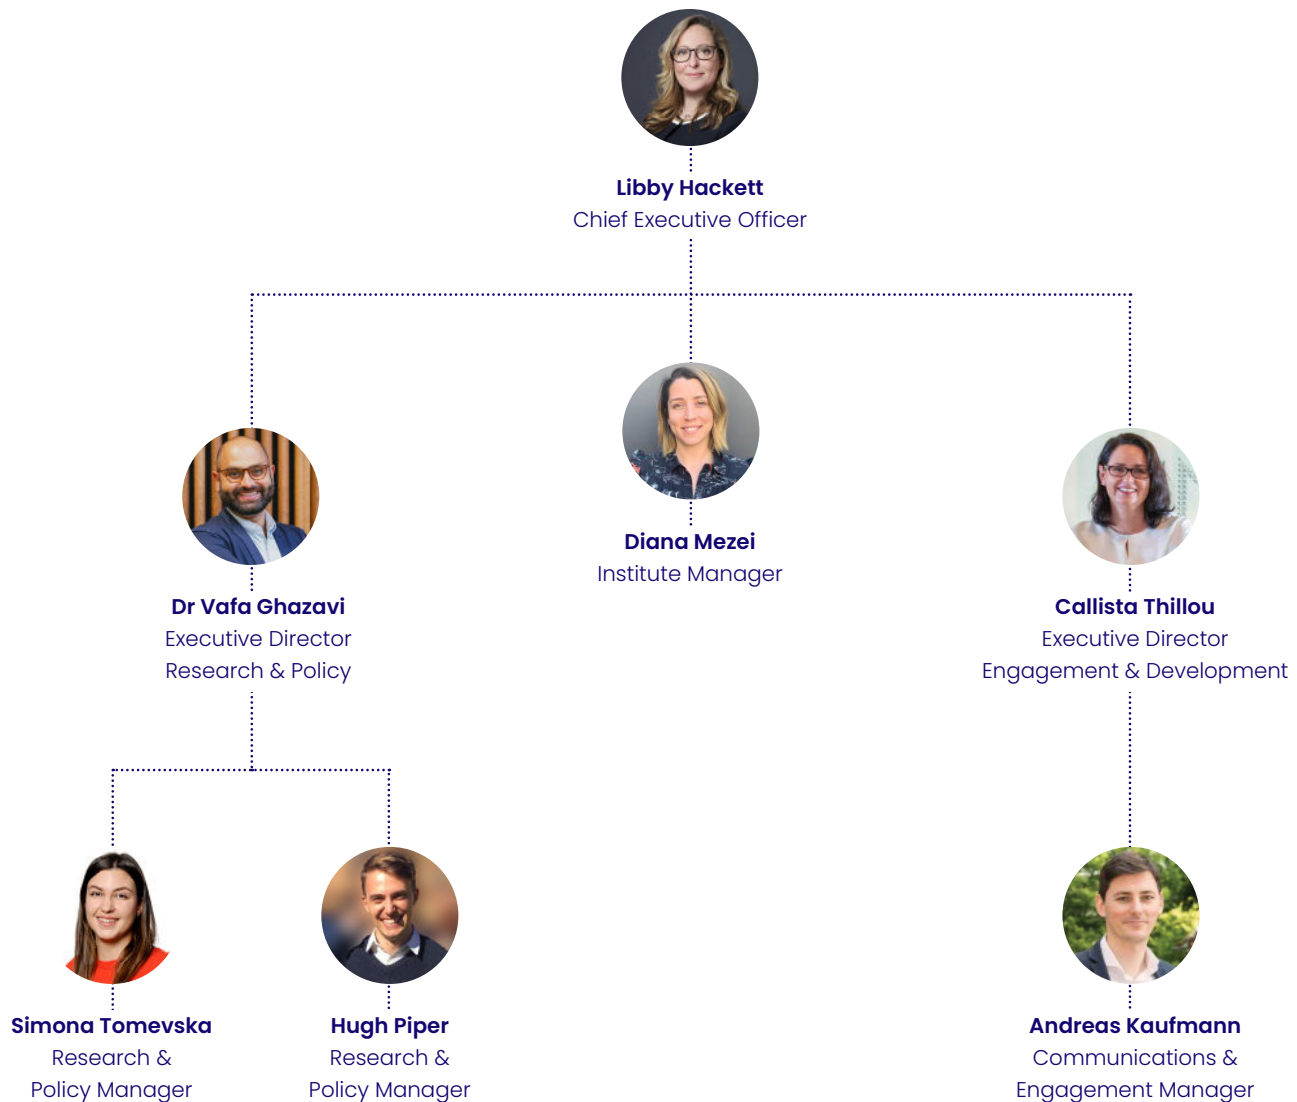 Libby Hackett
Chief Executive Officer
Diana Mezei
Institute Manager
Dr Vafa Ghazavi
Executive Director
Research & Policy
Callista Thillou
Executive Director
Engagement & Development
Simona Tomevska
Research &
Policy Manager
Hugh Piper
Research &
Policy Manager
Andreas Kaufmann
Communications &
Engagement Manager